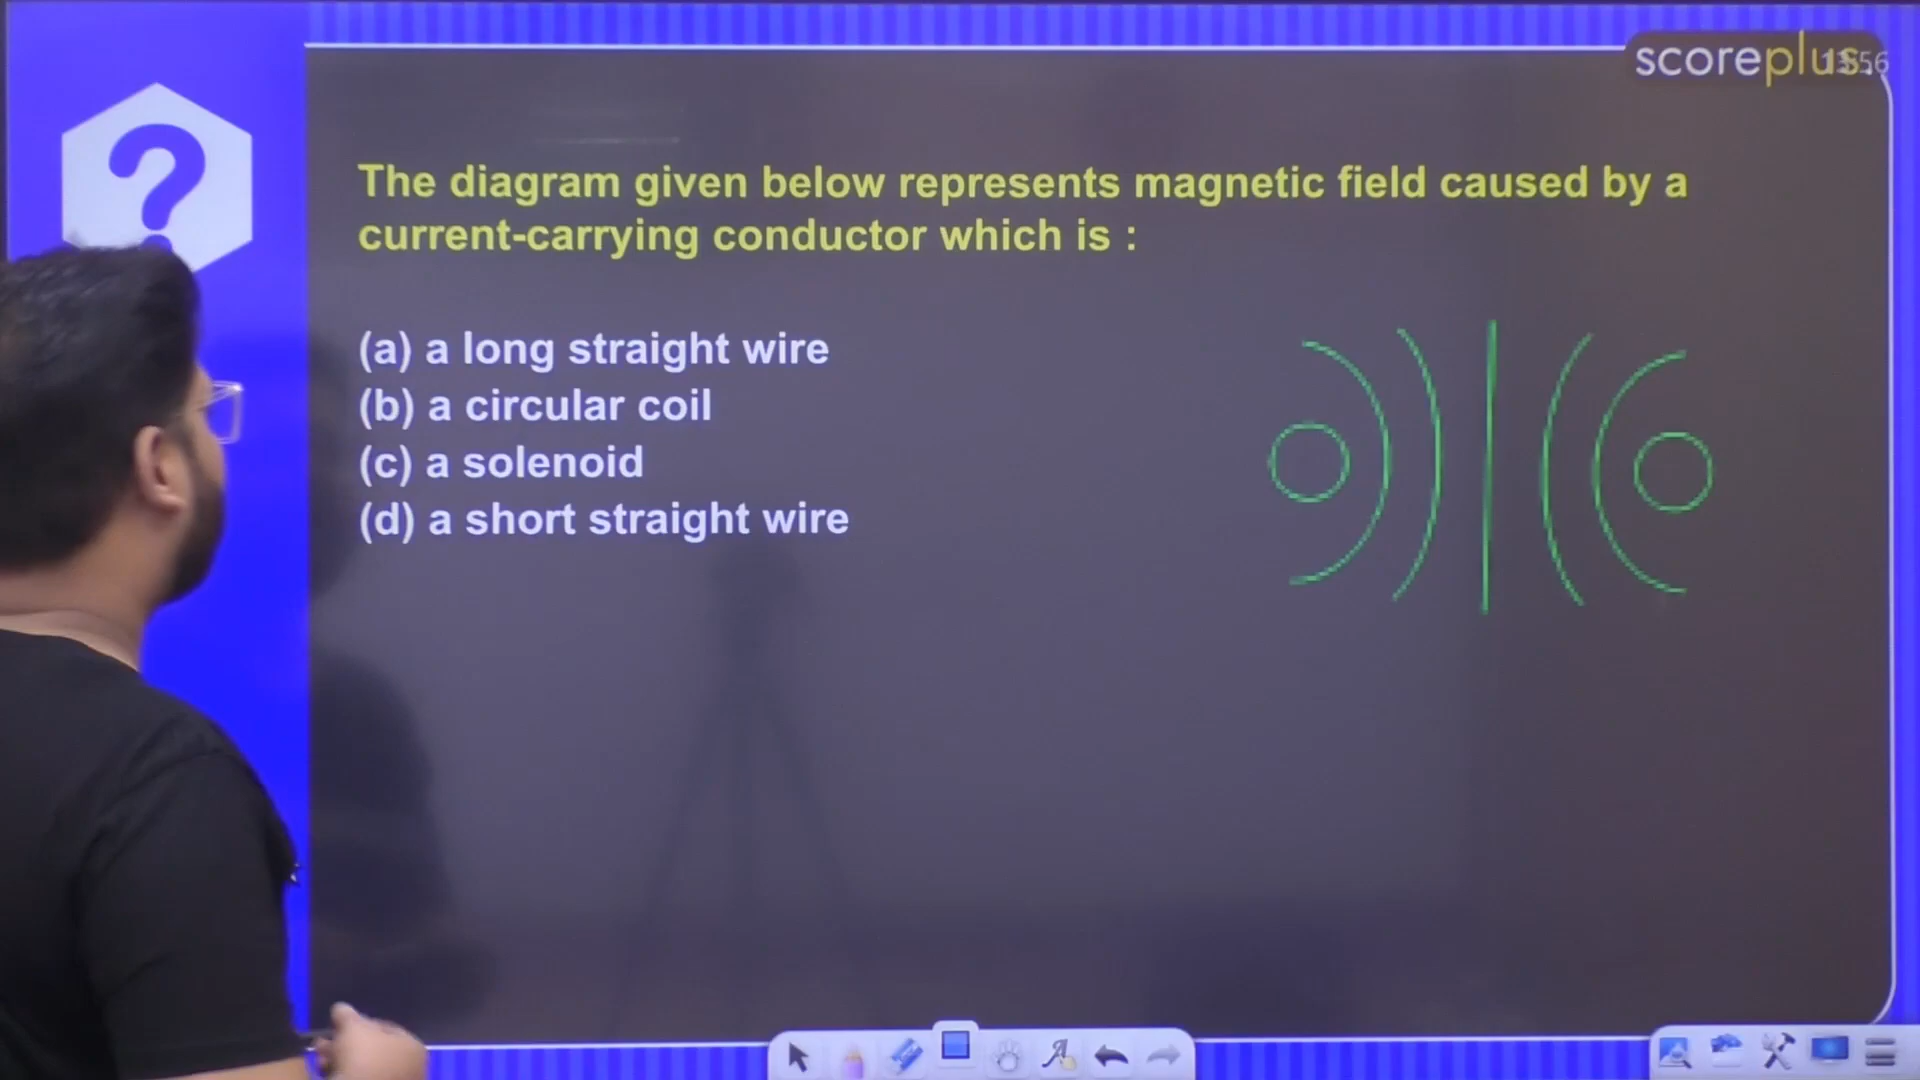 scoreplus.
The diagram given below represents magnetic field caused by a
current-carrying conductor which is :
(a) a long straight wire
(b) a circular coil
(c) a solenoid
(d) a short straight wire